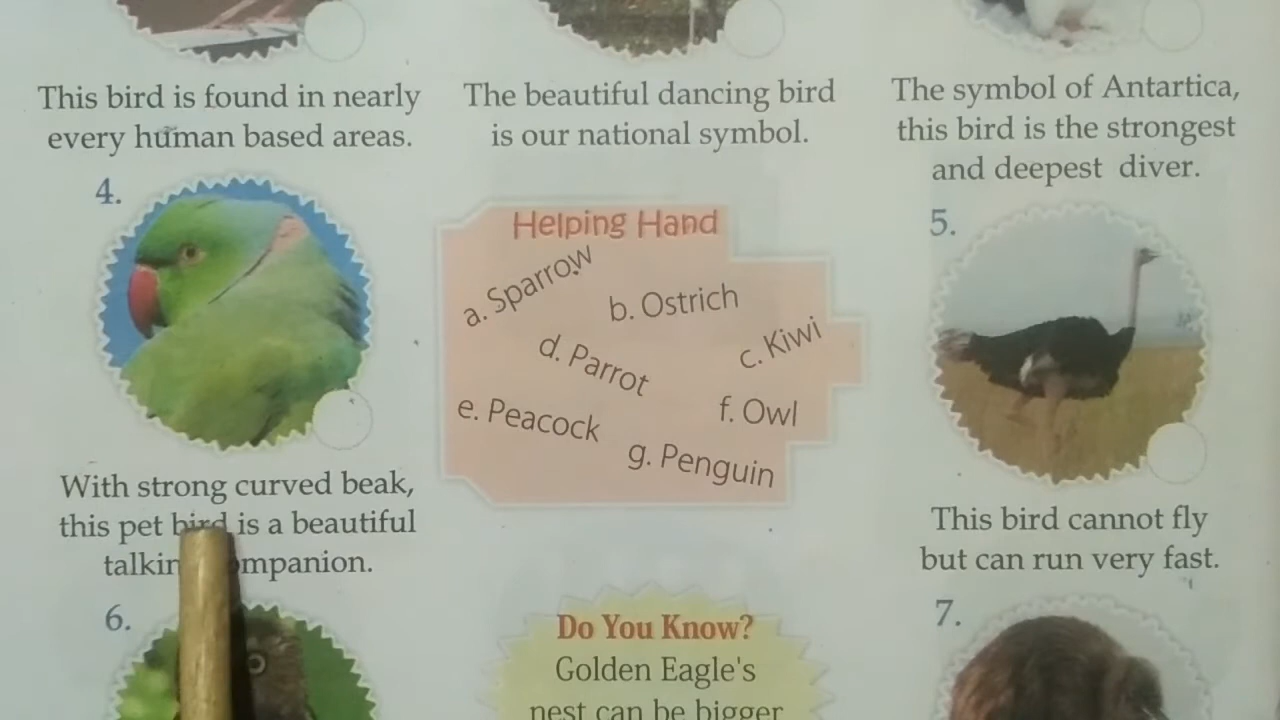 This bird is found in nearly
every human based areas.
The beautiful dancing bird
is our national symbol.
The symbol of Antartica,
this bird is the strongest
and deepest diver.
4.
Helping Hand
a. Sparrow
b. Ostrich
c. Kiwi
d. Parrot
e. Peacock
f. Owl
g. Penguin
5.
With strong curved beak,
this pet bird is a beautiful
talkin ompanion.
This bird cannot fly
but can run very fast.
6.
Do You Know?
Golden Eagle's
nest can be bigger
7.